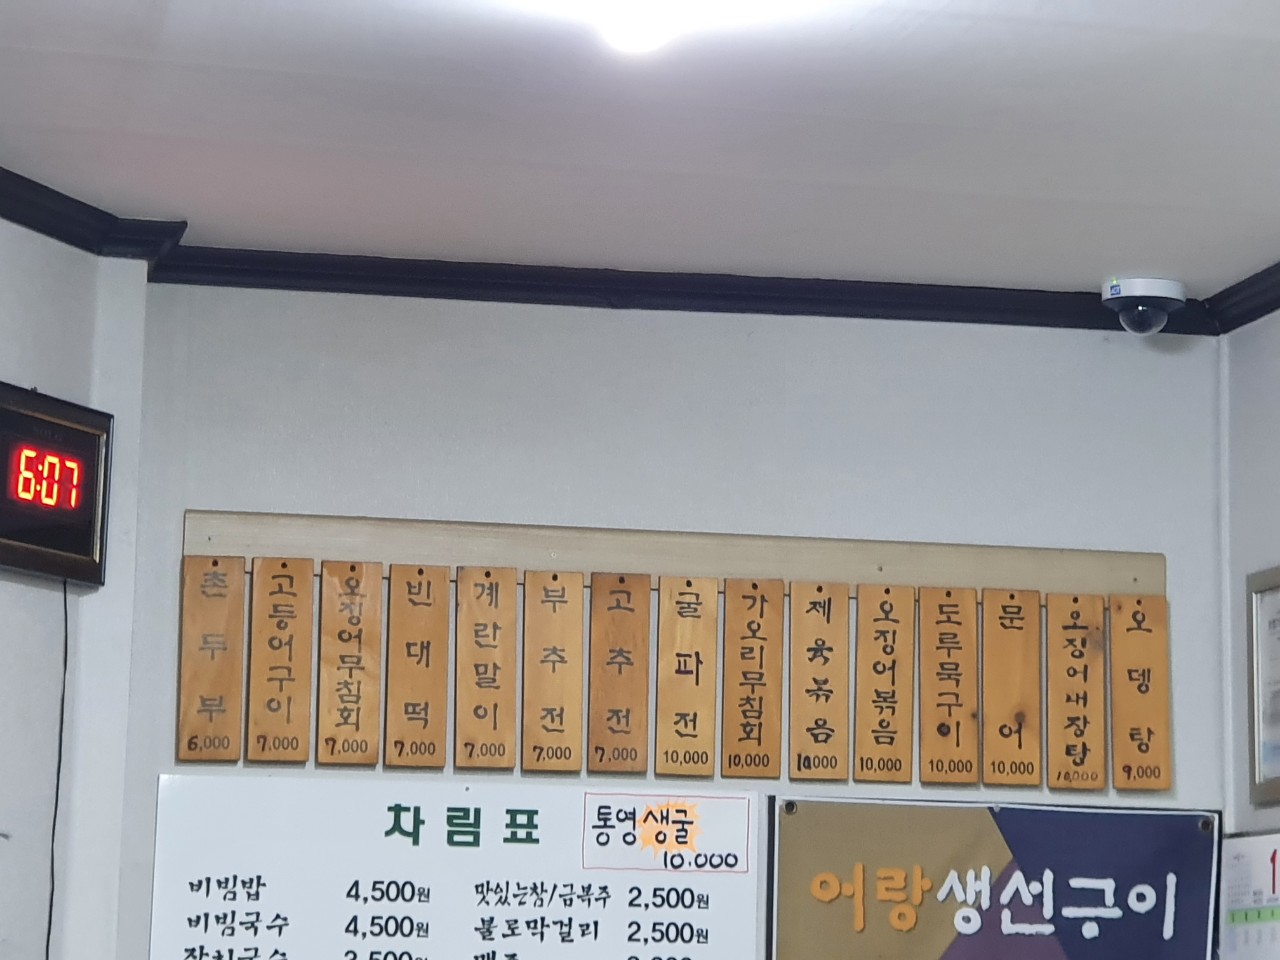 6:07
촌두부 6,000
고등어구이 7,000
오징어무침회 7,000
빈대떡 7,000
계란말이 7,000
부추전 7,000
고추전 7,000
굴파전 10,000
가오리무침회 10,000
제육볶음 10,000
오징어볶음 10,000
도루묵구이 10,000
문어 10,000
오징어내장탕 10,000
오뎅탕 9,000
차림표
통영생굴
10.000
비빔밥 4,500원 맛있는참/금복주 2,500원
비빔국수 4,500원 불로막걸리 2,500원
어랑생선구이